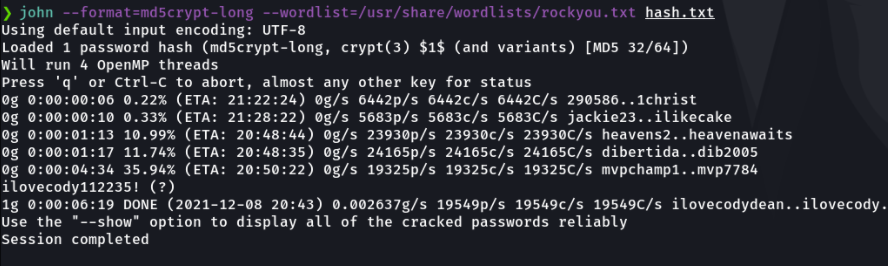 ❯ john --format=md5crypt-long --wordlist=/usr/share/wordlists/rockyou.txt hash.txt
Using default input encoding: UTF-8
Loaded 1 password hash (md5crypt-long, crypt(3) $1$ (and variants) [MD5 32/64])
Will run 4 OpenMP threads
Press 'q' or Ctrl-C to abort, almost any other key for status
0g 0:00:00:06 0.22% (ETA: 21:22:24) 0g/s 6442p/s 6442c/s 6442C/s 290586..1christ
0g 0:00:00:10 0.33% (ETA: 21:28:22) 0g/s 5683p/s 5683c/s 5683C/s jackie23..ilikecake
0g 0:00:01:13 10.99% (ETA: 20:48:44) 0g/s 23930p/s 23930c/s 23930C/s heavens2..heavenawaits
0g 0:00:01:17 11.74% (ETA: 20:48:35) 0g/s 24165p/s 24165c/s 24165C/s dibertida..dib2005
0g 0:00:04:34 35.94% (ETA: 20:50:22) 0g/s 19325p/s 19325c/s 19325C/s mvpchamp1..mvp7784
ilovecody112235! (?)
1g 0:00:06:19 DONE (2021-12-08 20:43) 0.002637g/s 19549p/s 19549c/s 19549C/s ilovecodydean..ilovecody.
Use the "--show" option to display all of the cracked passwords reliably
Session completed